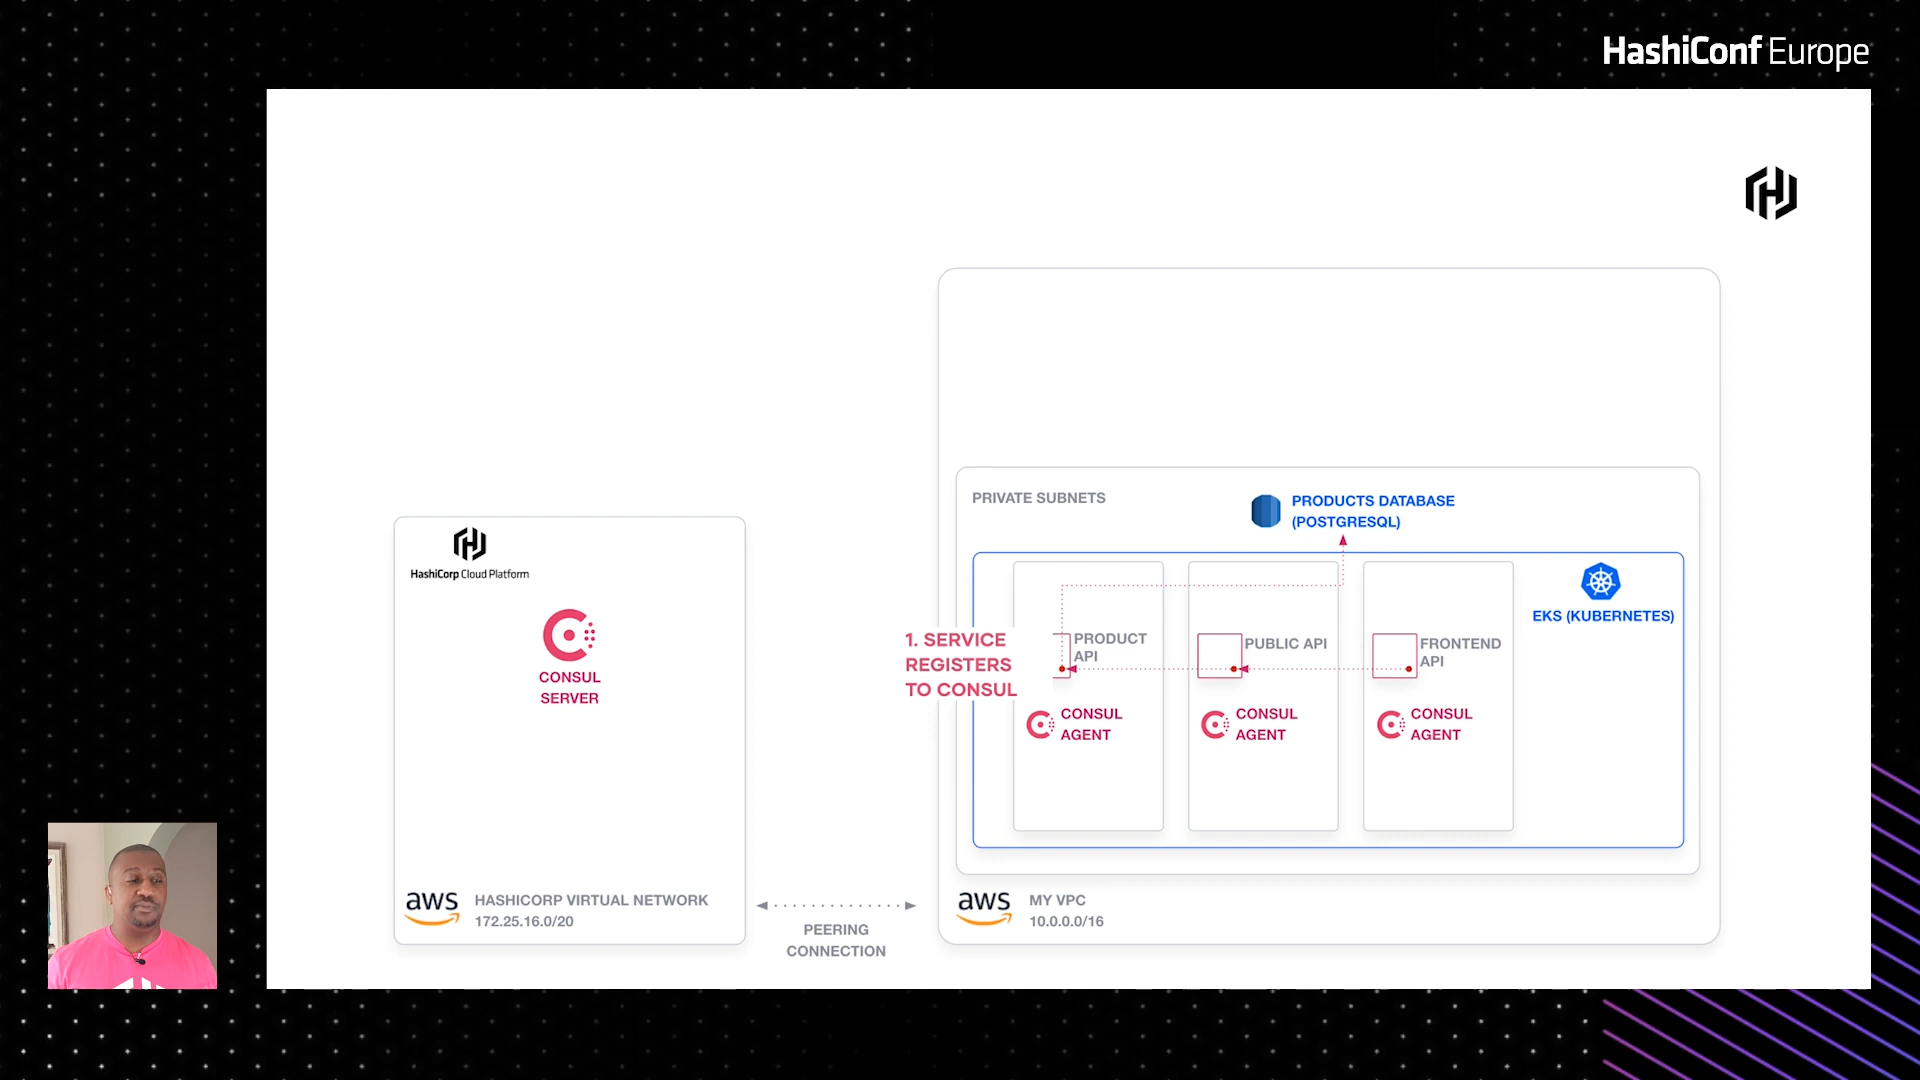 HashiConf Europe
PRIVATE SUBNETS
PRODUCTS DATABASE
(POSTGRESQL)
HashiCorp Cloud Platform
CONSUL
SERVER
1. SERVICE
REGISTERS
TO CONSUL
PRODUCT
API
PUBLIC API
FRONTEND
API
EKS (KUBERNETES)
CONSUL
AGENT
CONSUL
AGENT
CONSUL
AGENT
aws
HASHICORP VIRTUAL NETWORK
172.25.16.0/20
PEERING
CONNECTION
aws
MY VPC
10.0.0.0/16